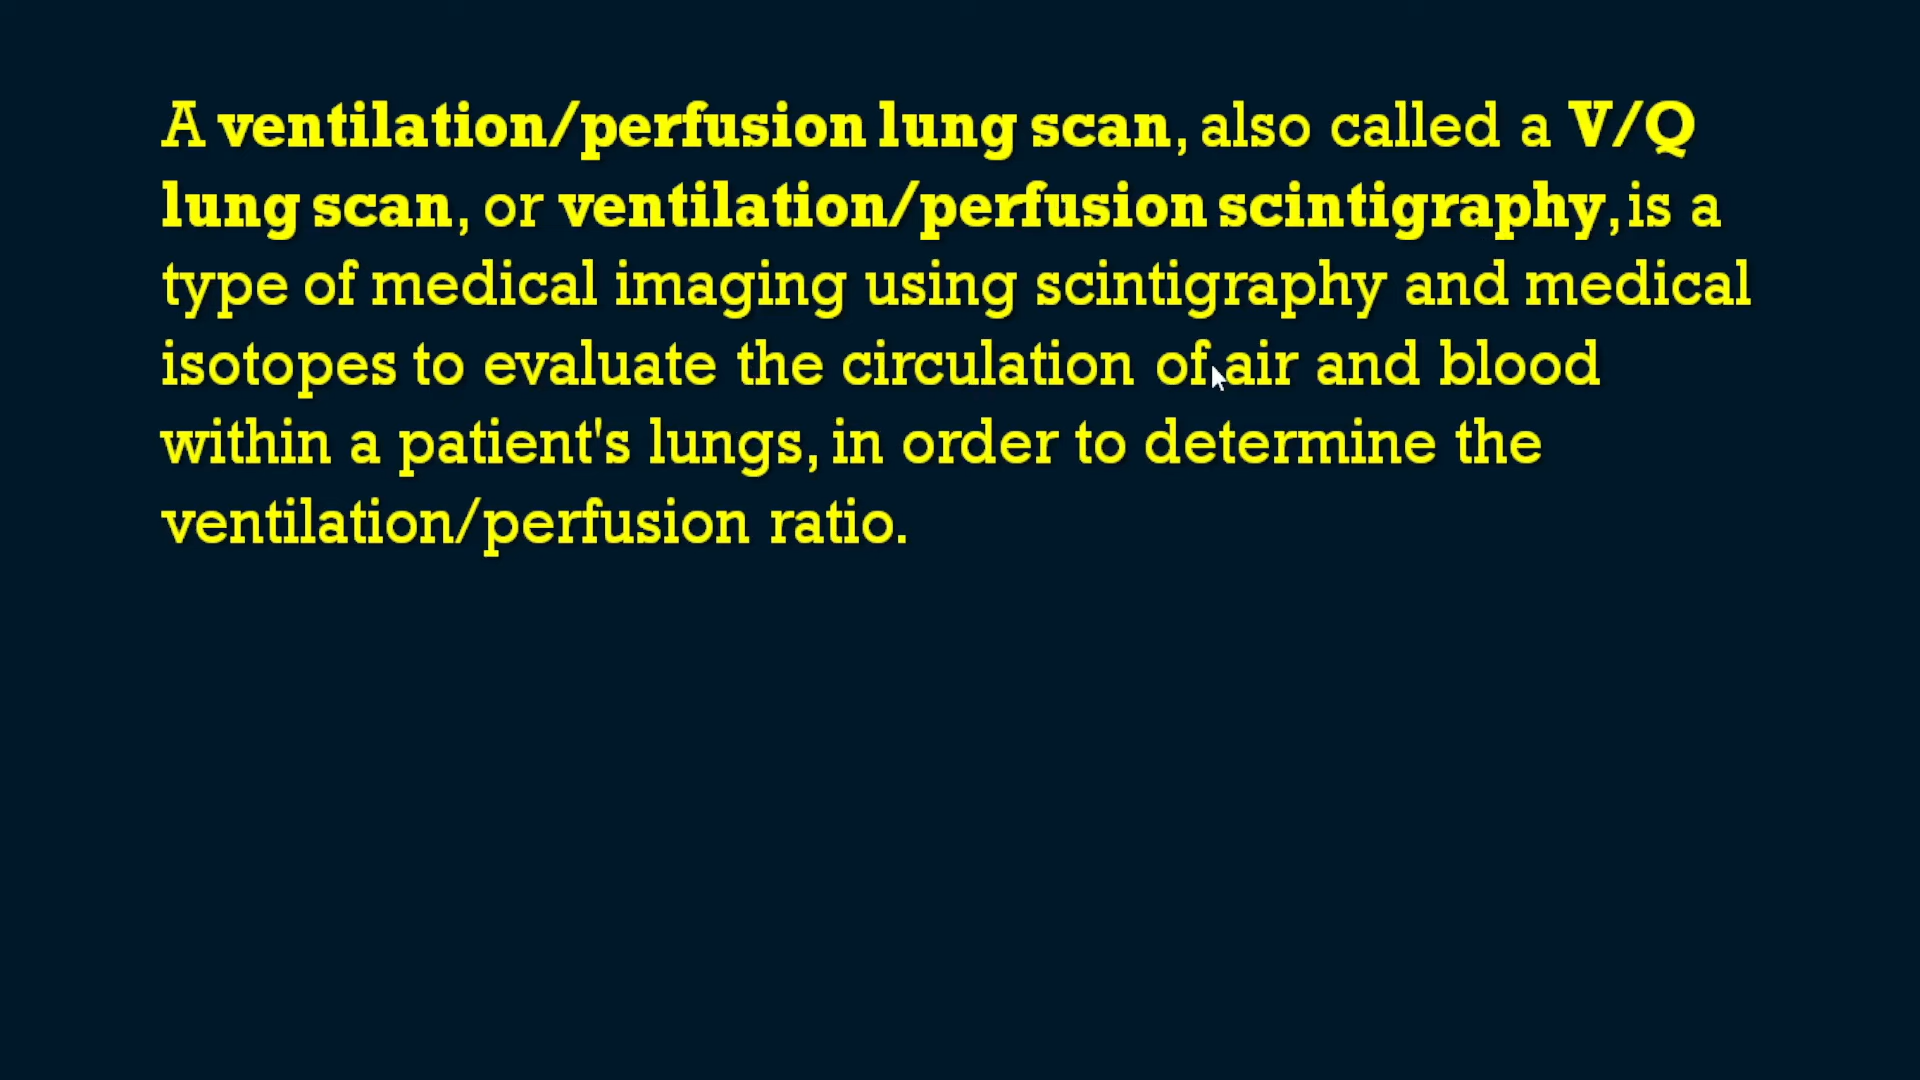 A ventilation/perfusion lung scan, also called a V/Q
lung scan, or ventilation/perfusion scintigraphy, is a
type of medical imaging using scintigraphy and medical
isotopes to evaluate the circulation of air and blood
within a patient's lungs, in order to determine the
ventilation/perfusion ratio.